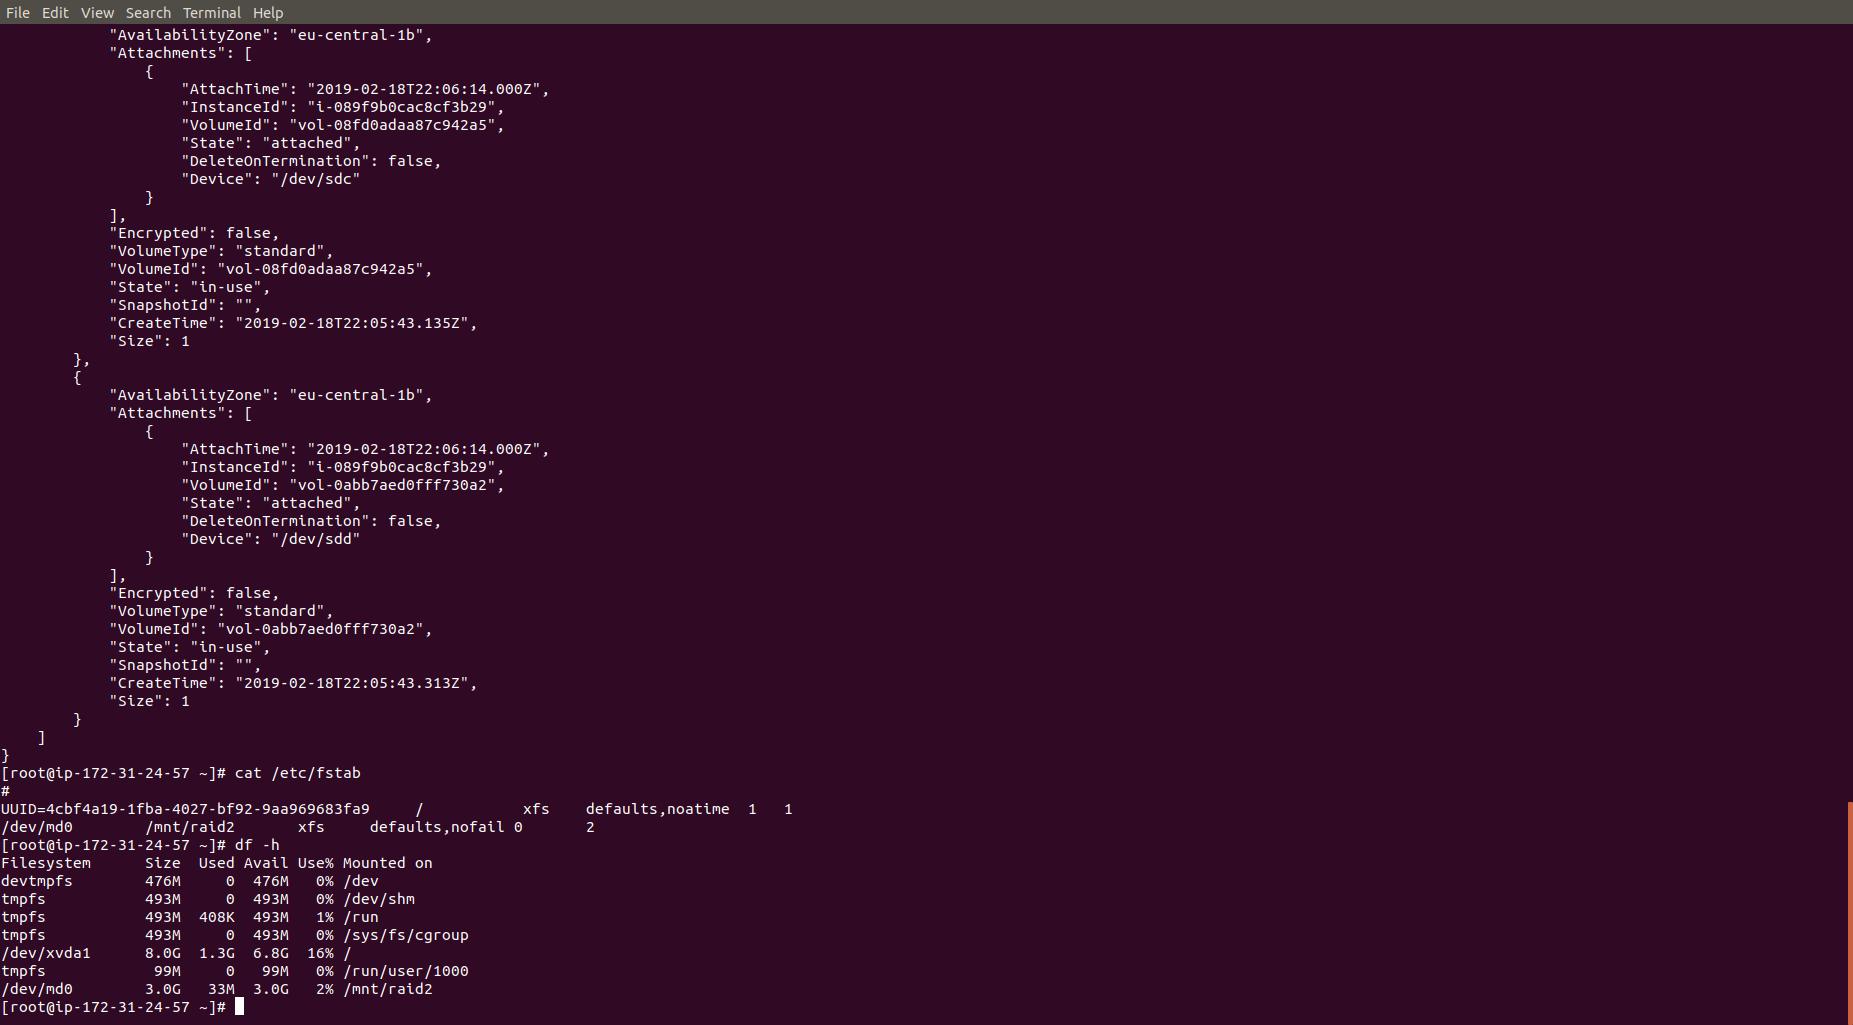 File Edit View Search Terminal Help
"AvailabilityZone": "eu-central-1b",
"Attachments": [
{
"AttachTime": "2019-02-18T22:06:14.000Z",
"InstanceId": "i-089f9b0cac8cf3b29",
"VolumeId": "vol-08fd0adaa87c942a5",
"State": "attached",
"DeleteOnTermination": false,
"Device": "/dev/sdc"
}
],
"Encrypted": false,
"VolumeType": "standard",
"VolumeId": "vol-08fd0adaa87c942a5",
"State": "in-use",
"SnapshotId": "",
"CreateTime": "2019-02-18T22:05:43.135Z",
"Size": 1
},
{
"AvailabilityZone": "eu-central-1b",
"Attachments": [
{
"AttachTime": "2019-02-18T22:06:14.000Z",
"InstanceId": "i-089f9b0cac8cf3b29",
"VolumeId": "vol-0abb7aed0fff730a2",
"State": "attached",
"DeleteOnTermination": false,
"Device": "/dev/sdd"
}
],
"Encrypted": false,
"VolumeType": "standard",
"VolumeId": "vol-0abb7aed0fff730a2",
"State": "in-use",
"SnapshotId": "",
"CreateTime": "2019-02-18T22:05:43.313Z",
"Size": 1
}
]
}
[root@ip-172-31-24-57 ~]# cat /etc/fstab
#
UUID=4cbf4a19-1fba-4027-bf92-9aa969683fa9 / xfs defaults,noatime 1 1
/dev/md0 /mnt/raid2 xfs defaults,nofail 0 2
[root@ip-172-31-24-57 ~]# df -h
Filesystem Size Used Avail Use% Mounted on
devtmpfs 476M 0 476M 0% /dev
tmpfs 493M 0 493M 0% /dev/shm
tmpfs 493M 408K 493M 1% /run
tmpfs 493M 0 493M 0% /sys/fs/cgroup
/dev/xvda1 8.0G 1.3G 6.8G 16% /
tmpfs 99M 0 99M 0% /run/user/1000
/dev/md0 3.0G 33M 3.0G 2% /mnt/raid2
[root@ip-172-31-24-57 ~]#